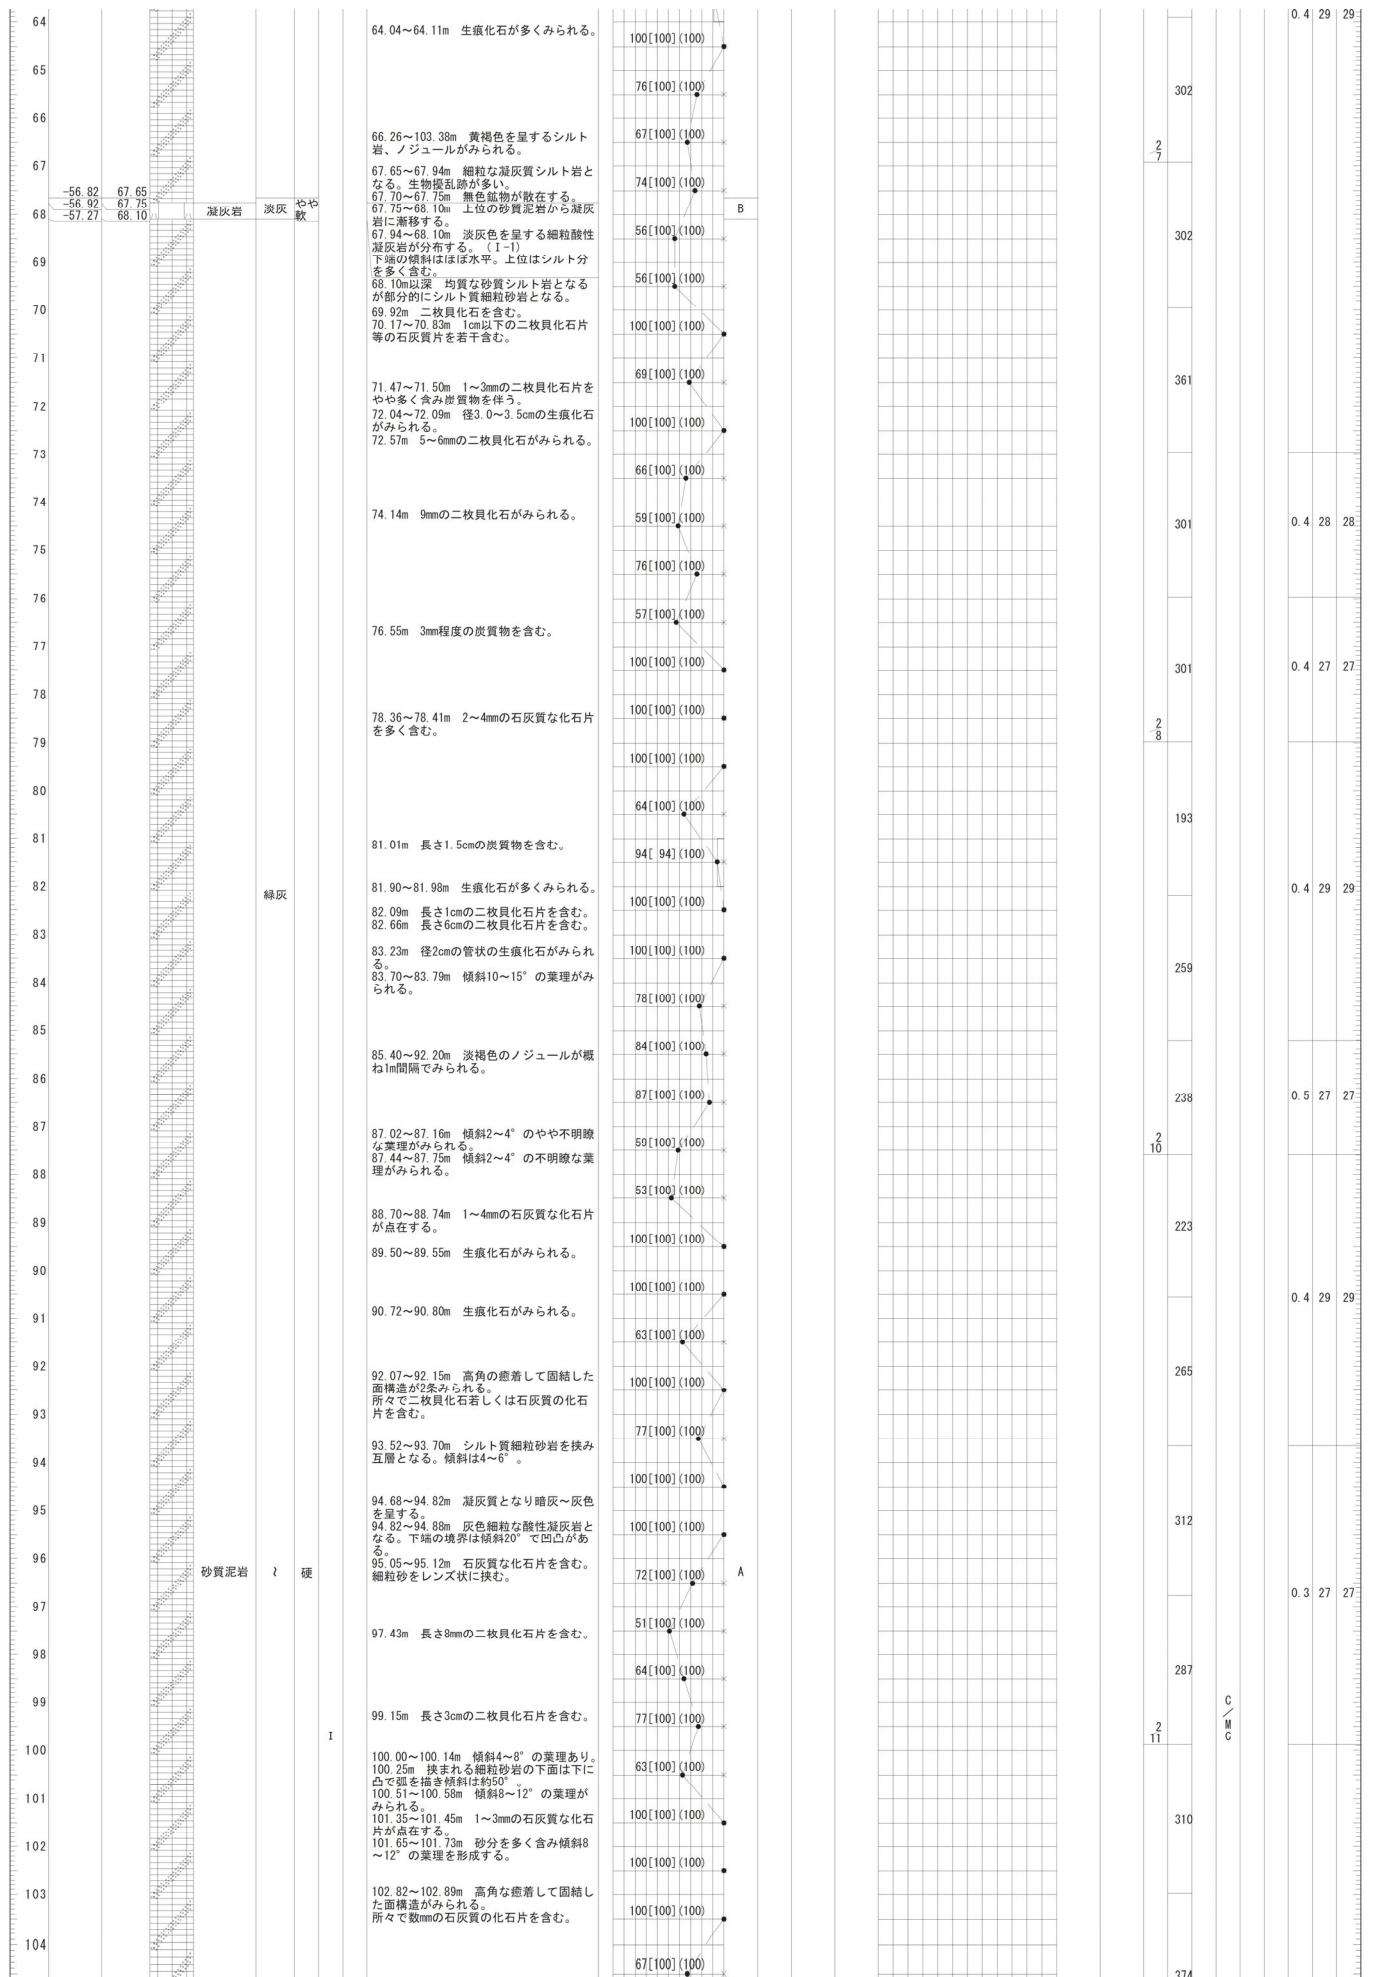 64
65
66
67
68
69
70
71
72
73
74
75
76
77
78
79
80
81
82
83
84
85
86
87
88
89
90
91
92
93
94
95
96
97
98
99
100
101
102
103
104
-56.82 67.65
-56.92 67.75
-57.27 68.10
凝灰岩
砂質泥岩
淡灰
緑灰
~
やや
軟
硬
I
64.04~64.11m 生痕化石が多くみられる。
66.26~103.38m 黄褐色を呈するシルト
岩、ノジュールがみられる。
67.65~67.94m 細粒な凝灰質シルト岩と
なる。生物擾乱跡が多い。
67.70~67.75m 無色鉱物が散在する。
67.75~68.10m 上位の砂質泥岩から凝灰
岩に漸移する。
67.94~68.10m 淡灰色を呈する細粒酸性
凝灰岩が分布する。（Ⅰ-1）
下端の傾斜はほぼ水平。上位はシルト分
を多く含む。
68.10m以深 均質な砂質シルト岩となる
が部分的にシルト質細粒砂岩となる。
69.92m 二枚貝化石を含む。
70.17~70.83m 1cm以下の二枚貝化石片
等の石灰質片を若干含む。
71.47~71.50m 1~3mmの二枚貝化石片を
やや多く含み炭質物を伴う。
72.04~72.09m 径3.0~3.5cmの生痕化石
がみられる。
72.57m 5~6mmの二枚貝化石がみられる。
74.14m 9mmの二枚貝化石がみられる。
76.55m 3mm程度の炭質物を含む。
78.36~78.41m 2~4mmの石灰質な化石片
を多く含む。
81.01m 長さ1.5cmの炭質物を含む。
81.90~81.98m 生痕化石が多くみられる。
82.09m 長さ1cmの二枚貝化石片を含む。
82.66m 長さ6cmの二枚貝化石片を含む。
83.23m 径2cmの管状の生痕化石がみられ
る。
83.70~83.79m 傾斜10~15°の葉理がみ
られる。
85.40~92.20m 淡褐色のノジュールが概
ね1m間隔でみられる。
87.02~87.16m 傾斜2~4°のやや不明瞭
な葉理がみられる。
87.44~87.75m 傾斜2~4°の不明瞭な葉
理がみられる。
88.70~88.74m 1~4mmの石灰質な化石片
が点在する。
89.50~89.55m 生痕化石がみられる。
90.72~90.80m 生痕化石がみられる。
92.07~92.15m 高角の癒着して固結した
面構造が2条みられる。
所々で二枚貝化石若しくは石灰質の化石
片を含む。
93.52~93.70m シルト質細粒砂岩を挟み
互層となる。傾斜は4~6°。
94.68~94.82m 凝灰質となり暗灰~灰色
を呈する。
94.82~94.88m 灰色細粒な酸性凝灰岩と
なる。下端の境界は傾斜20°で凹凸があ
る。
95.05~95.12m 石灰質な化石片を含む。
細粒砂をレンズ状に挟む。
97.43m 長さ8mmの二枚貝化石片を含む。
99.15m 長さ3cmの二枚貝化石片を含む。
100.00~100.14m 傾斜4~8°の葉理あり。
100.25m 挟まれる細粒砂岩の下面は下に
凸で弧を描き傾斜は約50°。
100.51~100.58m 傾斜8~12°の葉理が
みられる。
101.35~101.45m 1~3mmの石灰質な化石
片が点在する。
101.65~101.73m 砂分を多く含み傾斜8
~12°の葉理を形成する。
102.82~102.89m 高角な癒着して固結し
た面構造がみられる。
所々で数mmの石灰質の化石片を含む。
100[100](100)
76[100](100)
67[100](100)
74[100](100)
56[100](100)
56[100](100)
100[100](100)
69[100](100)
100[100](100)
66[100](100)
59[100](100)
76[100](100)
57[100](100)
100[100](100)
100[100](100)
100[100](100)
64[100](100)
94[ 94](100)
100[100](100)
100[100](100)
78[100](100)
84[100](100)
87[100](100)
59[100](100)
53[100](100)
100[100](100)
100[100](100)
63[100](100)
100[100](100)
77[100](100)
100[100](100)
100[100](100)
72[100](100)
51[100](100)
64[100](100)
77[100](100)
63[100](100)
100[100](100)
100[100](100)
100[100](100)
67[100](100)
B
A
2
7
2
8
2
10
2
11
302
302
361
301
301
193
259
238
223
265
312
287
310
374
C
/
M
C
0.4 29 29
0.4 28 28
0.4 27 27
0.4 29 29
0.5 27 27
0.4 29 29
0.3 27 27